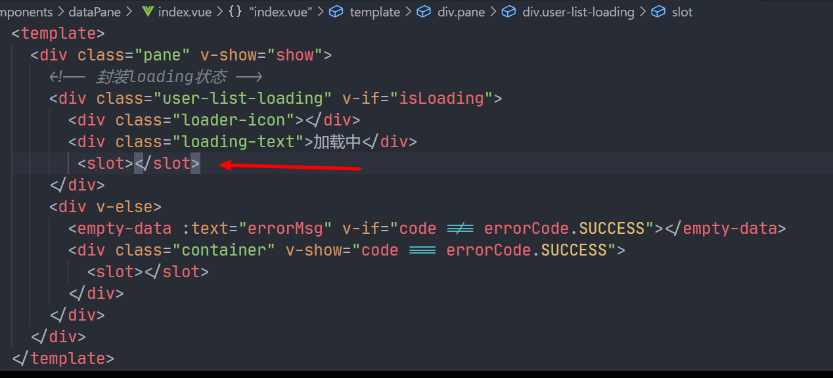 mponents > dataPane > index.vue > {} "index.vue" > template > div.pane > div.user-list-loading > slot
<template>
<div class="pane" v-show="show">
<!-- 封装loading状态 -->
<div class="user-list-loading" v-if="isLoading">
<div class="loader-icon"></div>
<div class="loading-text">加载中</div>
<slot></slot>
</div>
<div v-else>
<empty-data :text="errorMsg" v-if="code !== errorCode.SUCCESS"></empty-data>
<div class="container" v-show="code === errorCode.SUCCESS">
<slot></slot>
</div>
</div>
</div>
</template>